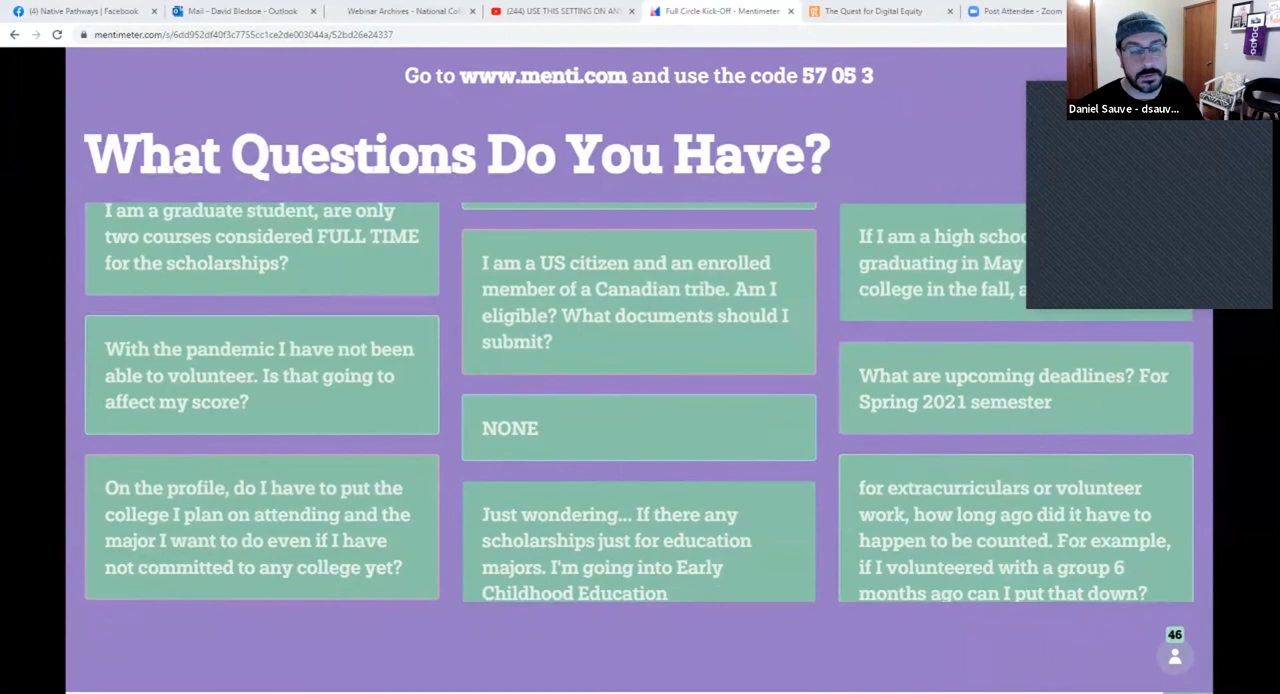 (4) Native Pathways | Facebook
Mail - David Bledsoe - Outlook
Webinar Archives - National Col
(244) USE THIS SETTING ON AN
Full Circle Kick-Off - Mentimeter
The Quest for Digital Equity
Post Attendee - Zoom
mentimeter.com/s/6dd952df40f3c7755cc1ce2de003044a/52bd26e24337
Daniel Sauve - dsauv...
Go to www.menti.com and use the code 57 05 3
What Questions Do You Have?
I am a graduate student, are only
two courses considered FULL TIME
for the scholarships?
With the pandemic I have not been
able to volunteer. Is that going to
affect my score?
On the profile, do I have to put the
college I plan on attending and the
major I want to do even if I have
not committed to any college yet?
I am a US citizen and an enrolled
member of a Canadian tribe. Am I
eligible? What documents should I
submit?
NONE
Just wondering... If there any
scholarships just for education
majors. I'm going into Early
Childhood Education
If I am a high schoo
graduating in May
college in the fall, a
What are upcoming deadlines? For
Spring 2021 semester
for extracurriculars or volunteer
work, how long ago did it have to
happen to be counted. For example,
if I volunteered with a group 6
months ago can I put that down?
46